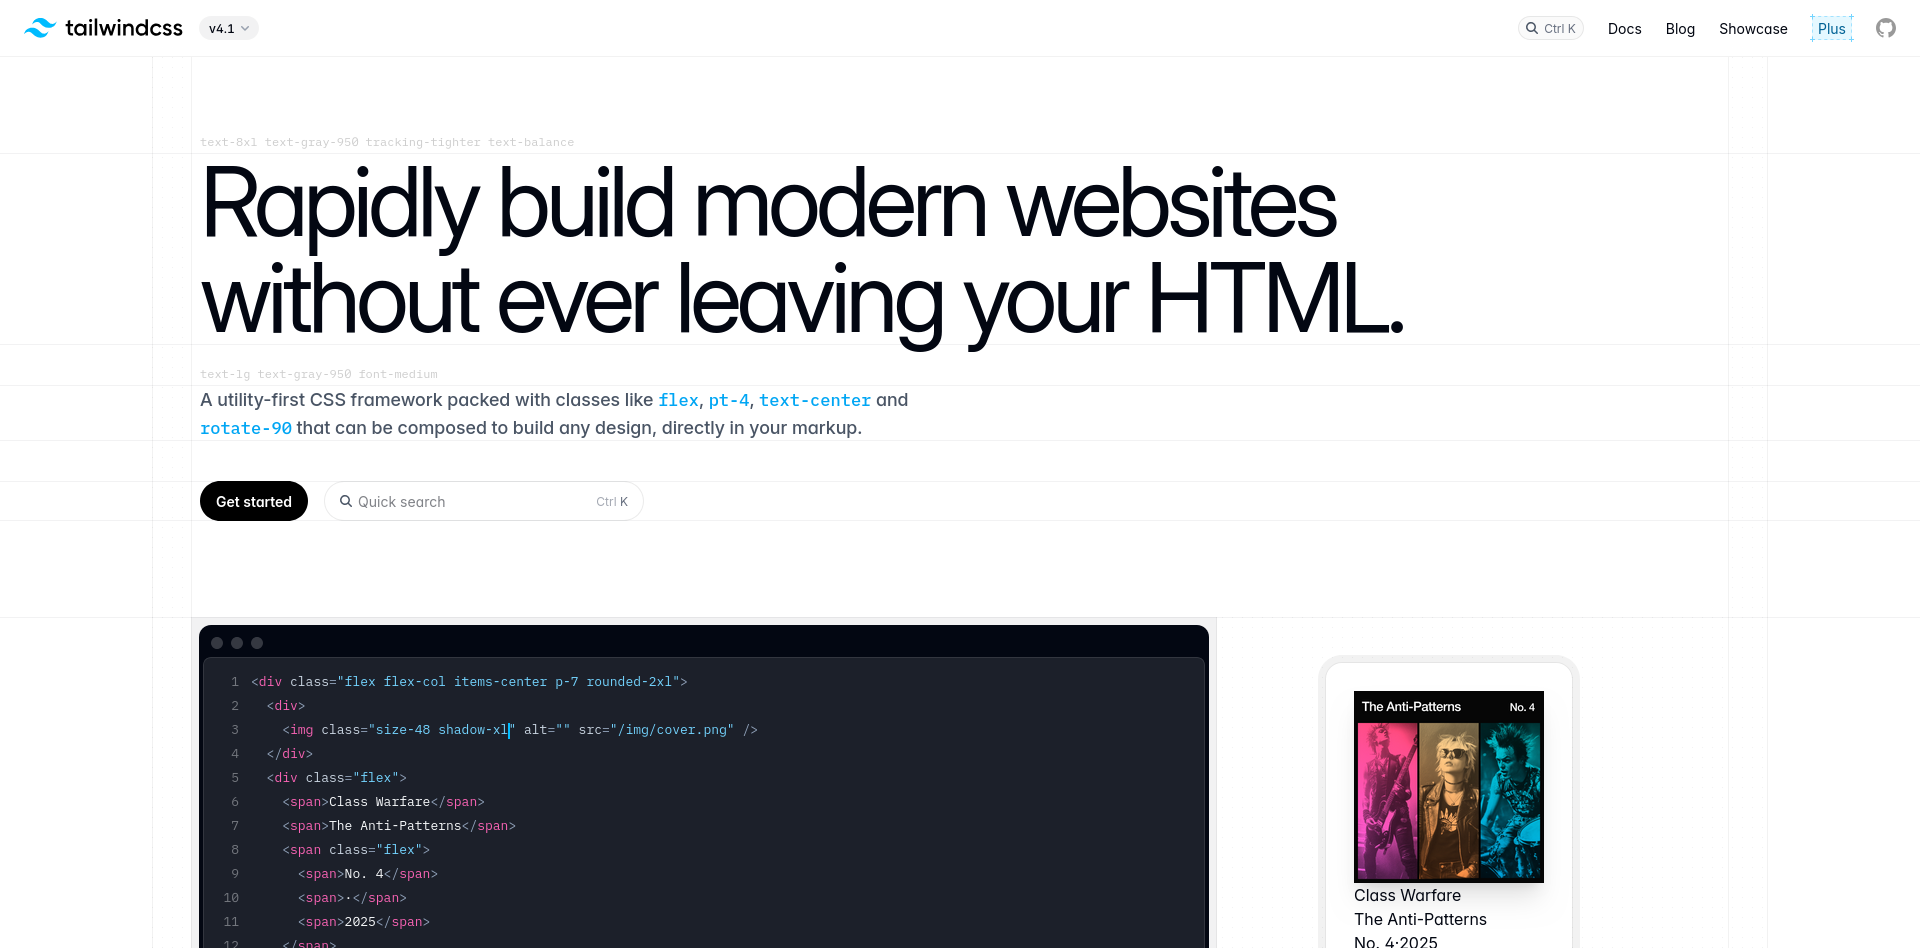 tailwindcss
v4.1
Ctrl K
Docs
Blog
Showcase
Plus
text-8xl text-gray-950 tracking-tighter text-balance
Rapidly build modern websites
without ever leaving your HTML.
text-lg text-gray-950 font-medium
A utility-first CSS framework packed with classes like flex, pt-4, text-center and
rotate-90 that can be composed to build any design, directly in your markup.
Get started
Quick search
Ctrl K
1 <div class="flex flex-col items-center p-7 rounded-2xl">
2 <div>
3 <img class="size-48 shadow-xl" alt="" src="/img/cover.png" />
4 </div>
5 <div class="flex">
6 <span>Class Warfare</span>
7 <span>The Anti-Patterns</span>
8 <span class="flex">
9 <span>No. 4</span>
10 <span>·</span>
11 <span>2025</span>
12 </span>
The Anti-Patterns
No. 4
Class Warfare
The Anti-Patterns
No. 4·2025